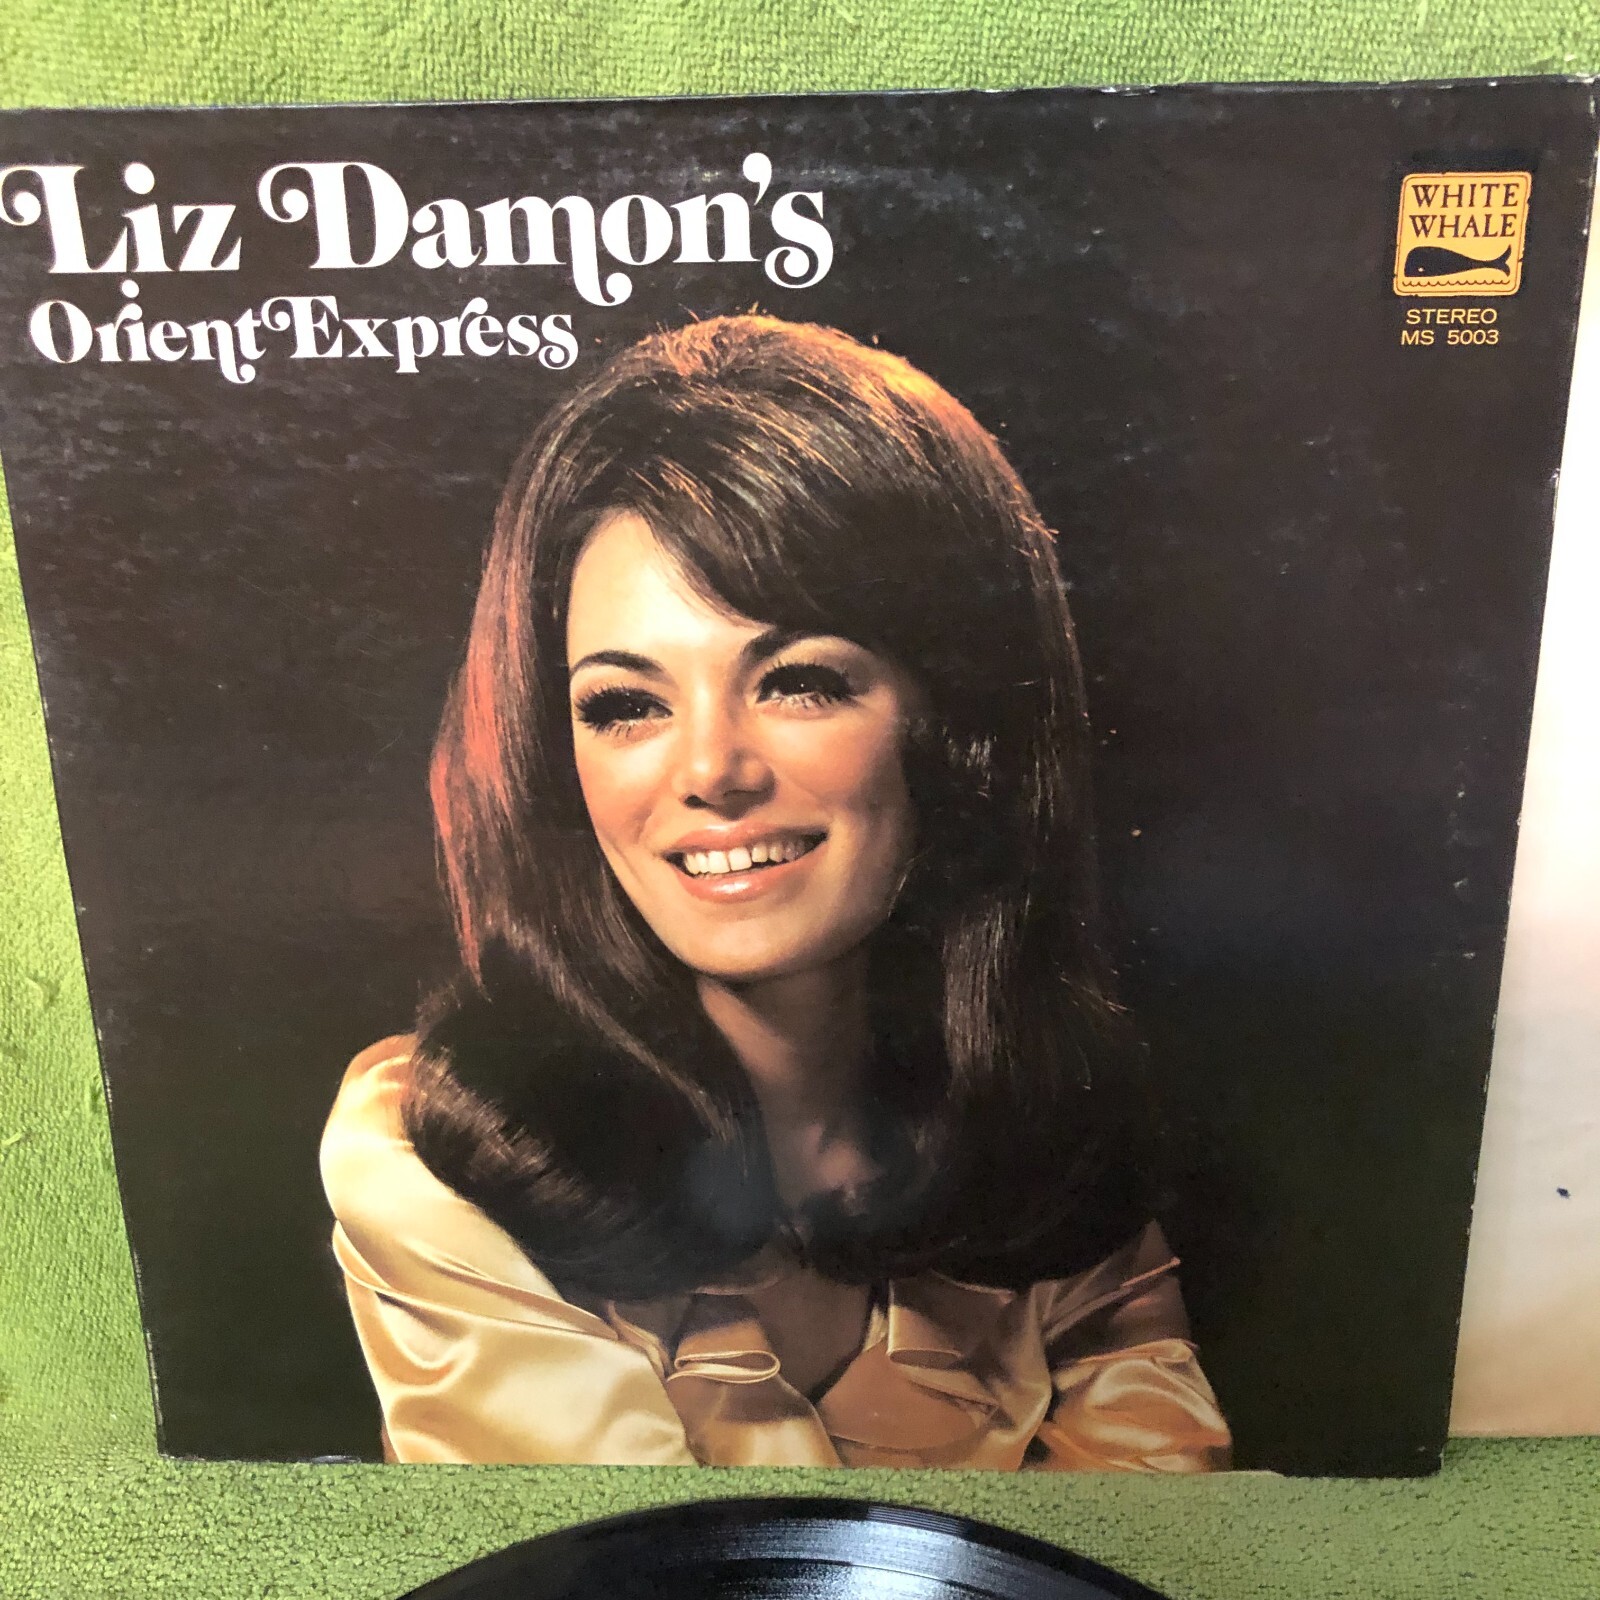 Liz Damon's
Orient Express
WHITE
WHALE
STEREO
MS 5003